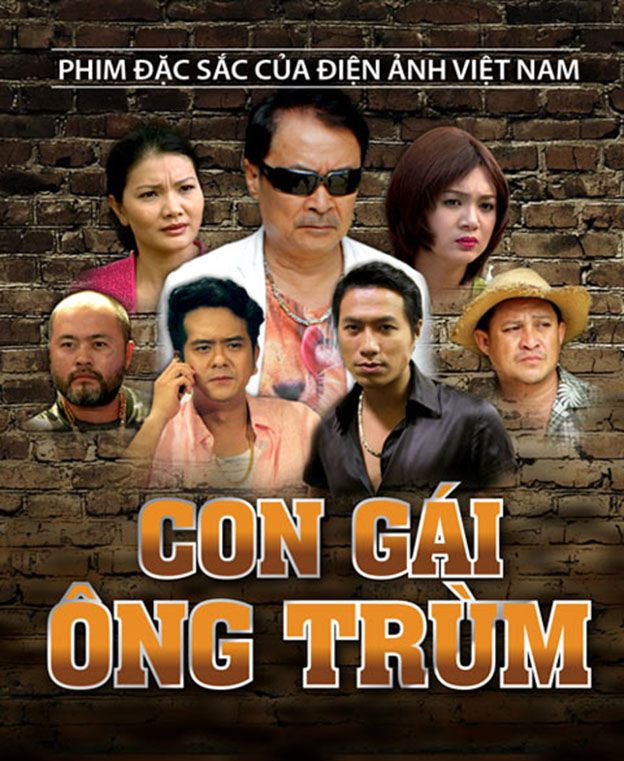 PHIM ĐẶC SẮC CỦA ĐIỆN ẢNH VIỆT NAM
CON GÁI
ÔNG TRÙM